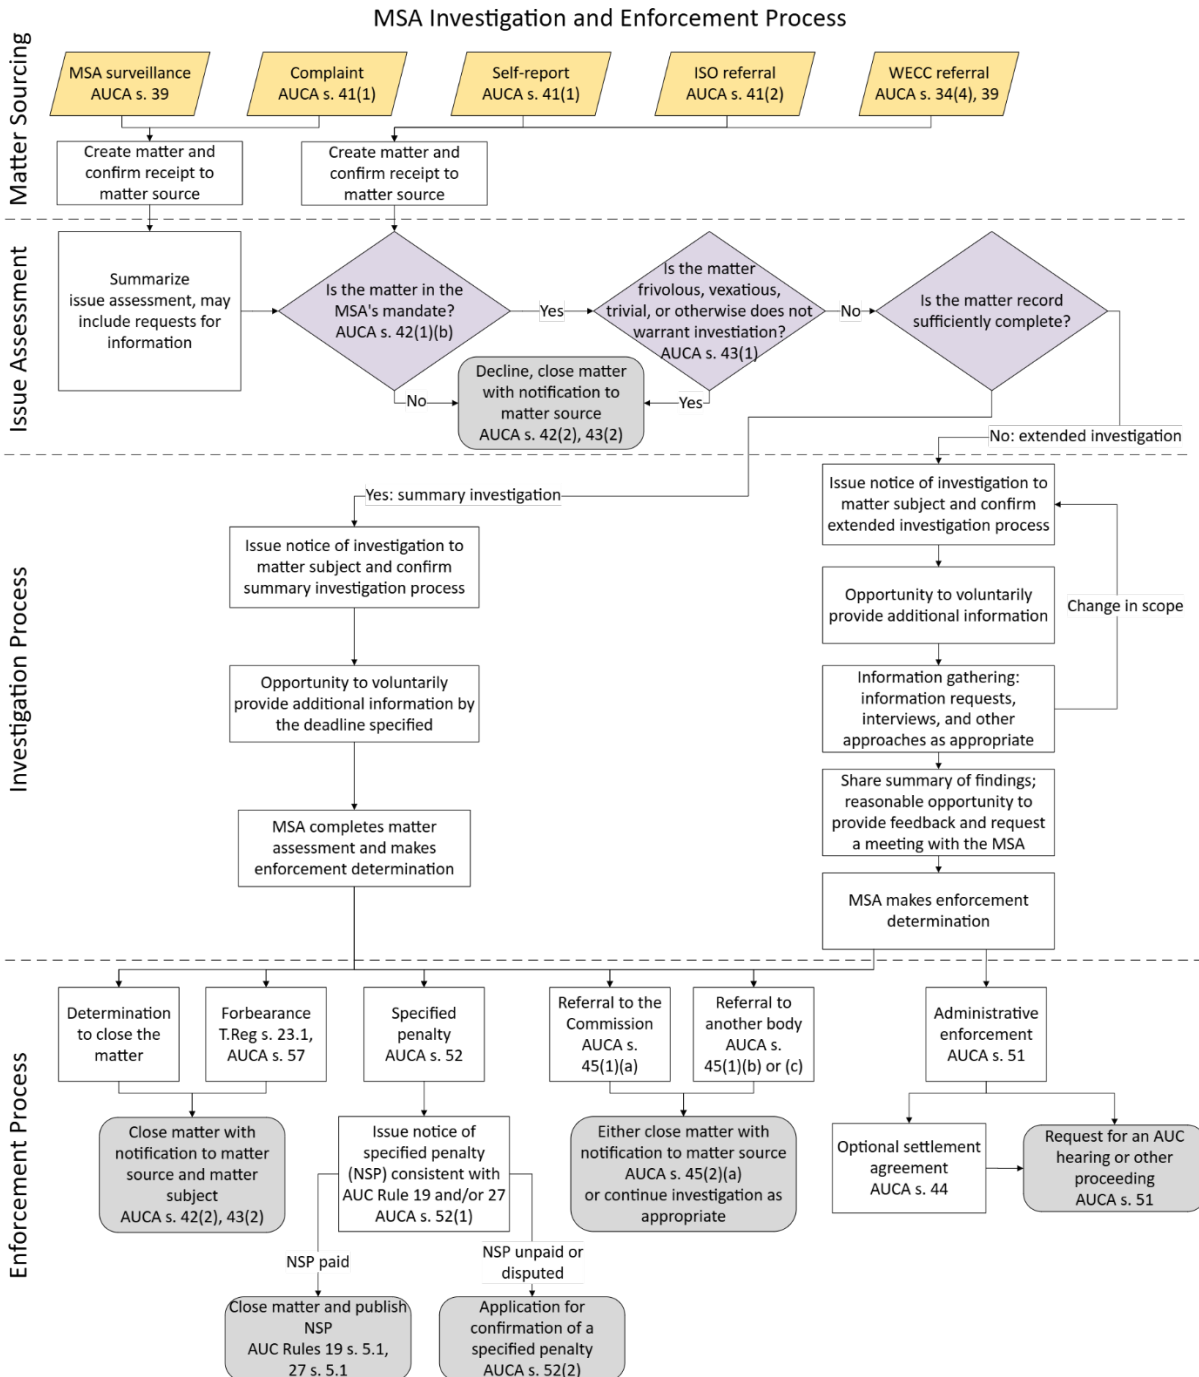 MSA Investigation and Enforcement Process
Matter Sourcing
MSA surveillance
AUCA s. 39
Complaint
AUCA s. 41(1)
Self-report
AUCA s. 41(1)
ISO referral
AUCA s. 41(2)
WECC referral
AUCA s. 34(4), 39
Create matter and
confirm receipt to
matter source
Create matter and
confirm receipt to
matter source
Issue Assessment
Summarize
issue assessment, may
include requests for
information
Is the matter in the
MSA's mandate?
AUCA s. 42(1)(b)
Yes
Is the matter
frivolous, vexatious,
trivial, or otherwise does not
warrant investiation?
AUCA s. 43(1)
No
Is the matter record
sufficiently complete?
No
Decline, close matter
with notification to
matter source
AUCA s. 42(2), 43(2)
Yes
No: extended investigation
Investigation Process
Yes: summary investigation
Issue notice of investigation to
matter subject and confirm
summary investigation process
Opportunity to voluntarily
provide additional information by
the deadline specified
MSA completes matter
assessment and makes
enforcement determination
Issue notice of investigation to
matter subject and confirm
extended investigation process
Opportunity to voluntarily
provide additional information
Change in scope
Information gathering:
information requests,
interviews, and other
approaches as appropriate
Share summary of findings;
reasonable opportunity to
provide feedback and request
a meeting with the MSA
MSA makes enforcement
determination
Enforcement Process
Determination
to close the
matter
Forbearance
T.Reg s. 23.1,
AUCA s. 57
Specified
penalty
AUCA s. 52
Referral to the
Commission
AUCA s.
45(1)(a)
Referral to
another body
AUCA s.
45(1)(b) or (c)
Administrative
enforcement
AUCA s. 51
Close matter with
notification to matter
source and matter
subject
AUCA s. 42(2), 43(2)
Issue notice of
specified penalty
(NSP) consistent with
AUC Rule 19 and/or 27
AUCA s. 52(1)
Either close matter with
notification to matter source
AUCA s. 45(2)(a)
or continue investigation as
appropriate
Optional settlement
agreement
AUCA s. 44
Request for an AUC
hearing or other
proceeding
AUCA s. 51
NSP paid
NSP unpaid or
disputed
Close matter and publish
NSP
AUC Rules 19 s. 5.1,
27 s. 5.1
Application for
confirmation of a
specified penalty
AUCA s. 52(2)